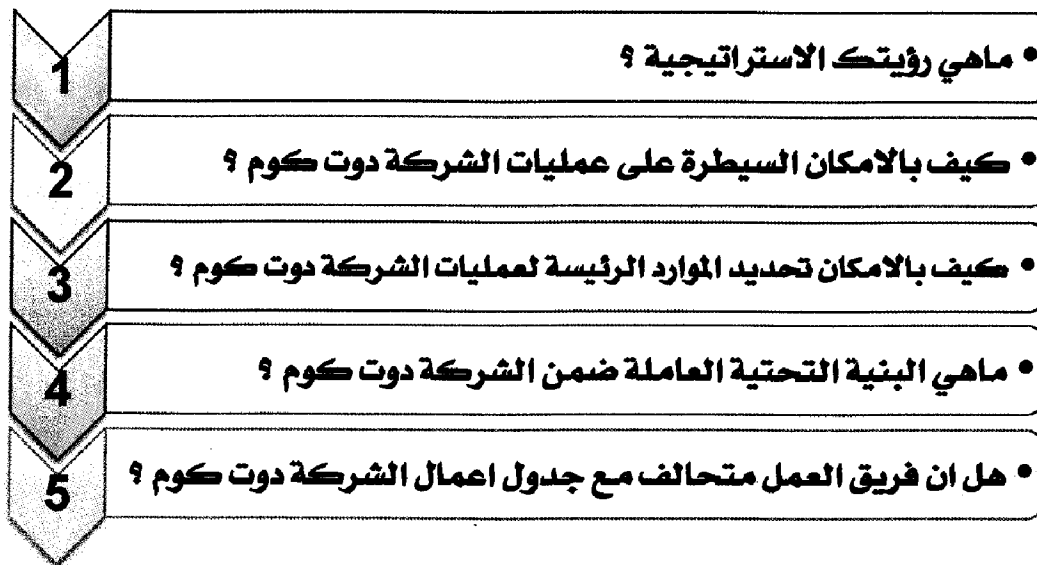 1
• ماهي رؤيتك الاستراتيجية ؟
2
• كيف بالامكان السيطرة على عمليات الشركة دوت كوم ؟
3
• كيف بالامكان تحديد الموارد الرئيسة لعمليات الشركة دوت كوم ؟
4
• ماهي البنية التحتية العاملة ضمن الشركة دوت كوم ؟
5
• هل ان فريق العمل متحالف مع جدول اعمال الشركة دوت كوم ؟